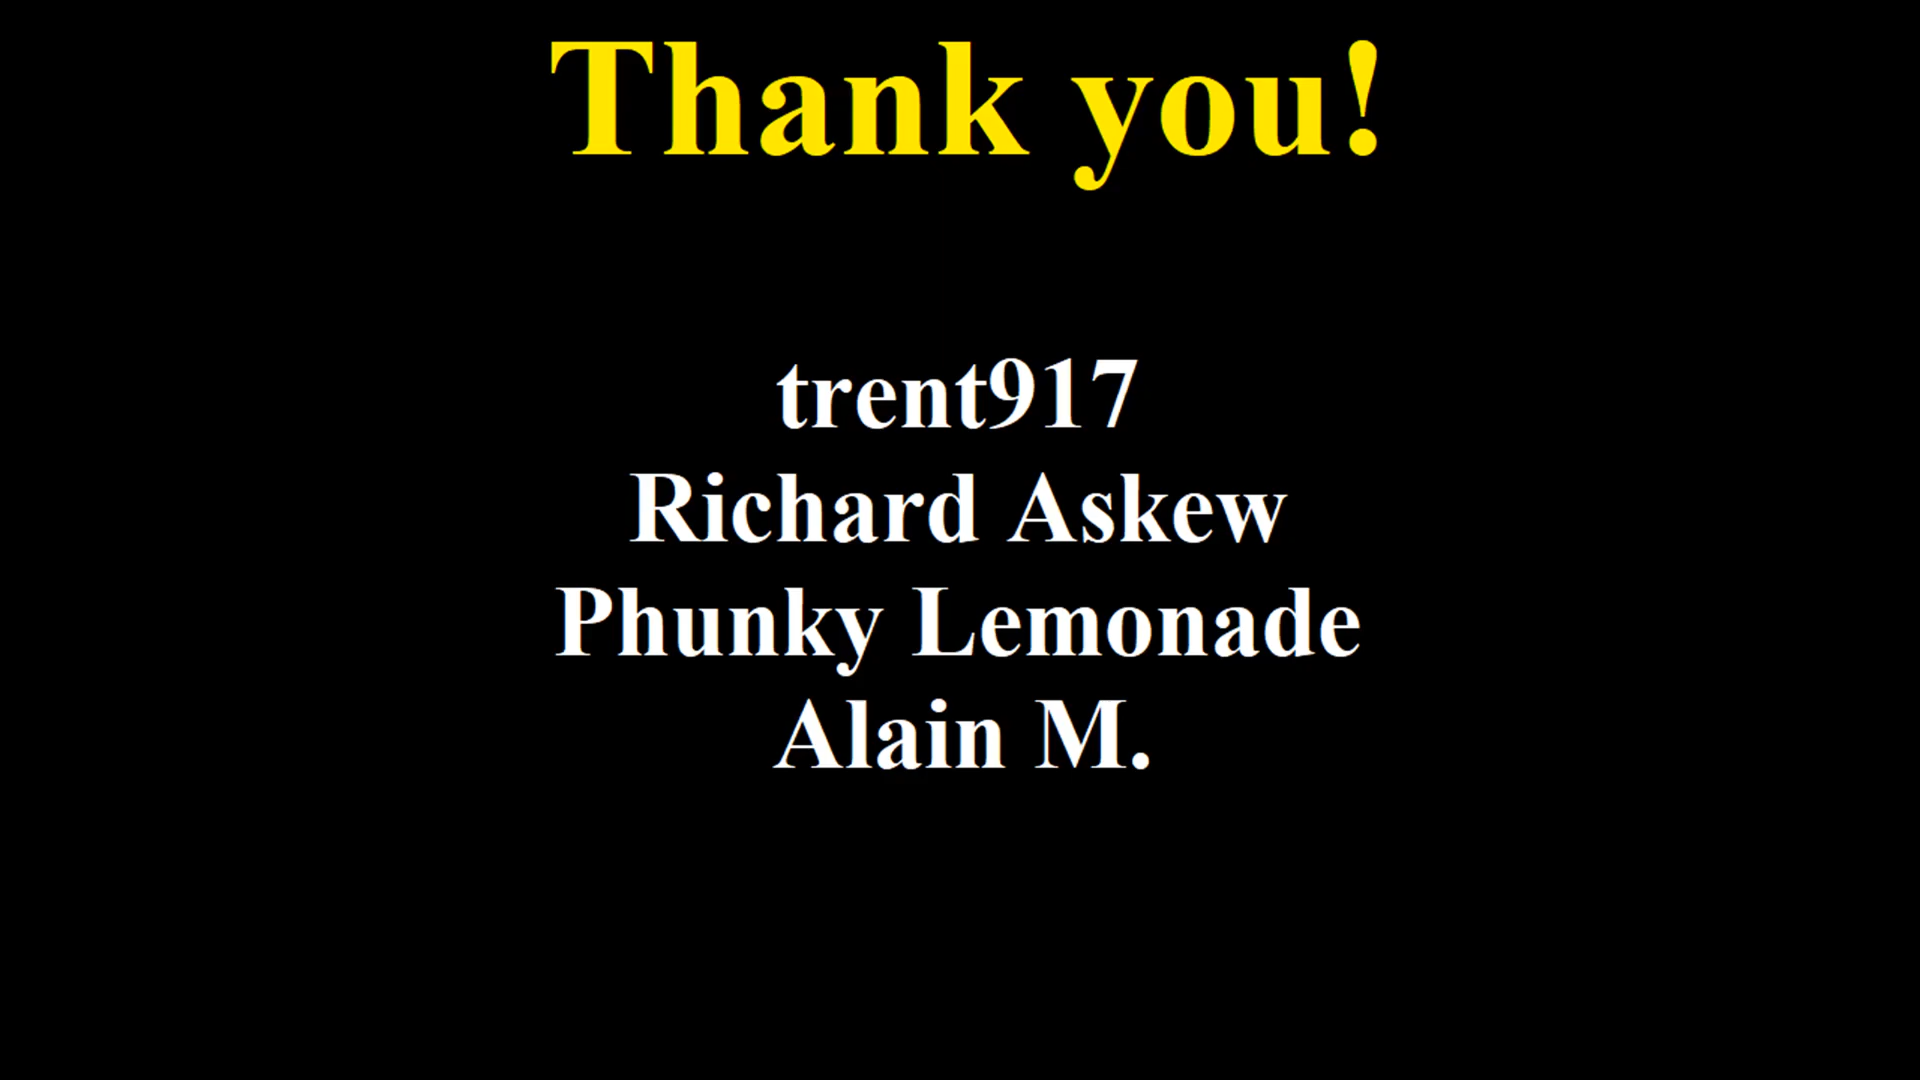 Thank you!
trent917
Richard Askew
Phunky Lemonade
Alain M.